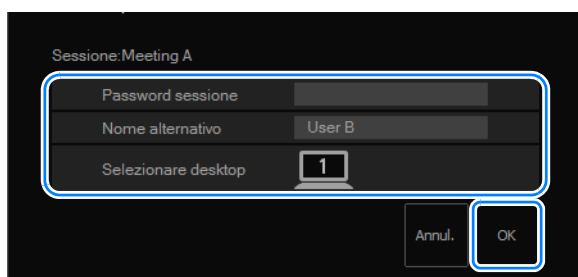 Sessione:Meeting A
Password sessione
Nome alternativo User B
Selezionare desktop 1
Annul. OK